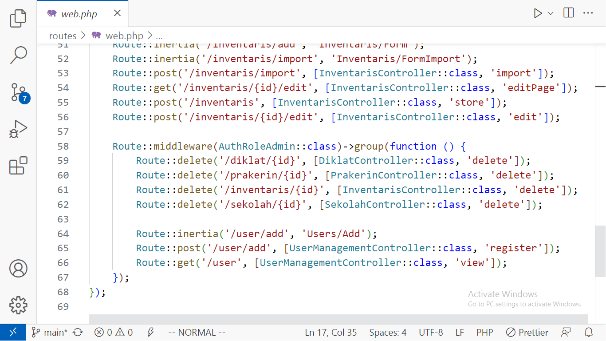 web.php
routes > web.php > ...
51 Route::inertia('/inventaris/add', 'Inventaris/Form');
52 Route::inertia('/inventaris/import', 'Inventaris/FormImport');
53 Route::post('/inventaris/import', [InventarisController::class, 'import']);
54 Route::get('/inventaris/{id}/edit', [InventarisController::class, 'editPage']);
55 Route::post('/inventaris', [InventarisController::class, 'store']);
56 Route::post('/inventaris/{id}/edit', [InventarisController::class, 'edit']);
57
58 Route::middleware(AuthRoleAdmin::class)->group(function () {
59 Route::delete('/diklat/{id}', [DiklatController::class, 'delete']);
60 Route::delete('/prakerin/{id}', [PrakerinController::class, 'delete']);
61 Route::delete('/inventaris/{id}', [InventarisController::class, 'delete']);
62 Route::delete('/sekolah/{id}', [SekolahController::class, 'delete']);
63
64 Route::inertia('/user/add', 'Users/Add');
65 Route::post('/user/add', [UserManagementController::class, 'register']);
66 Route::get('/user', [UserManagementController::class, 'view']);
67 });
68 });
69
7
Activate Windows
Go to PC settings to activate Windows.
main* 0 0 -- NORMAL -- Ln 17, Col 35 Spaces: 4 UTF-8 LF PHP Prettier